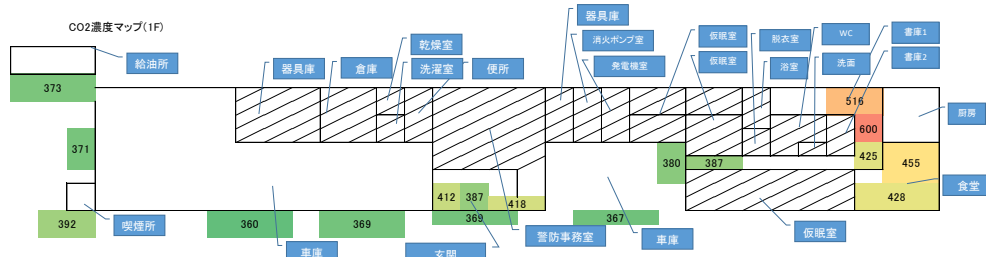 CO2濃度マップ(1F)
給油所
器具庫
倉庫
乾燥室
洗濯室
便所
器具庫
消火ポンプ室
発電機室
仮眠室
仮眠室
脱衣室
浴室
WC
洗面
書庫1
書庫2
厨房
373
516
371
600
380
387
425
455
412
387
418
428
392
360
369
369
367
喫煙所
車庫
玄関
警防事務室
車庫
仮眠室
食堂